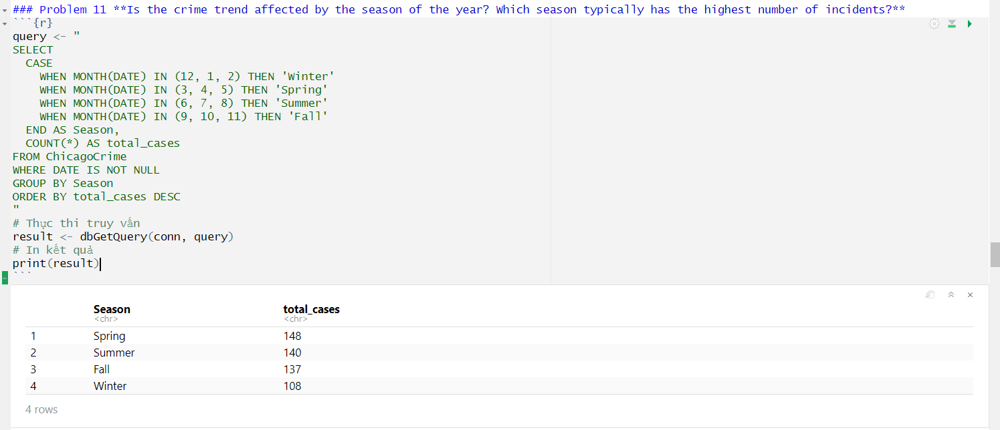 ### Problem 11 **Is the crime trend affected by the season of the year? Which season typically has the highest number of incidents?**
```{r}
query <- "
SELECT
  CASE
    WHEN MONTH(DATE) IN (12, 1, 2) THEN 'Winter'
    WHEN MONTH(DATE) IN (3, 4, 5) THEN 'Spring'
    WHEN MONTH(DATE) IN (6, 7, 8) THEN 'Summer'
    WHEN MONTH(DATE) IN (9, 10, 11) THEN 'Fall'
  END AS Season,
  COUNT(*) AS total_cases
FROM ChicagoCrime
WHERE DATE IS NOT NULL
GROUP BY Season
ORDER BY total_cases DESC
"
# Thực thi truy vấn
result <- dbGetQuery(conn, query)
# In kết quả
print(result)
```
Season total_cases
<chr> <chr>
1 Spring 148
2 Summer 140
3 Fall 137
4 Winter 108
4 rows